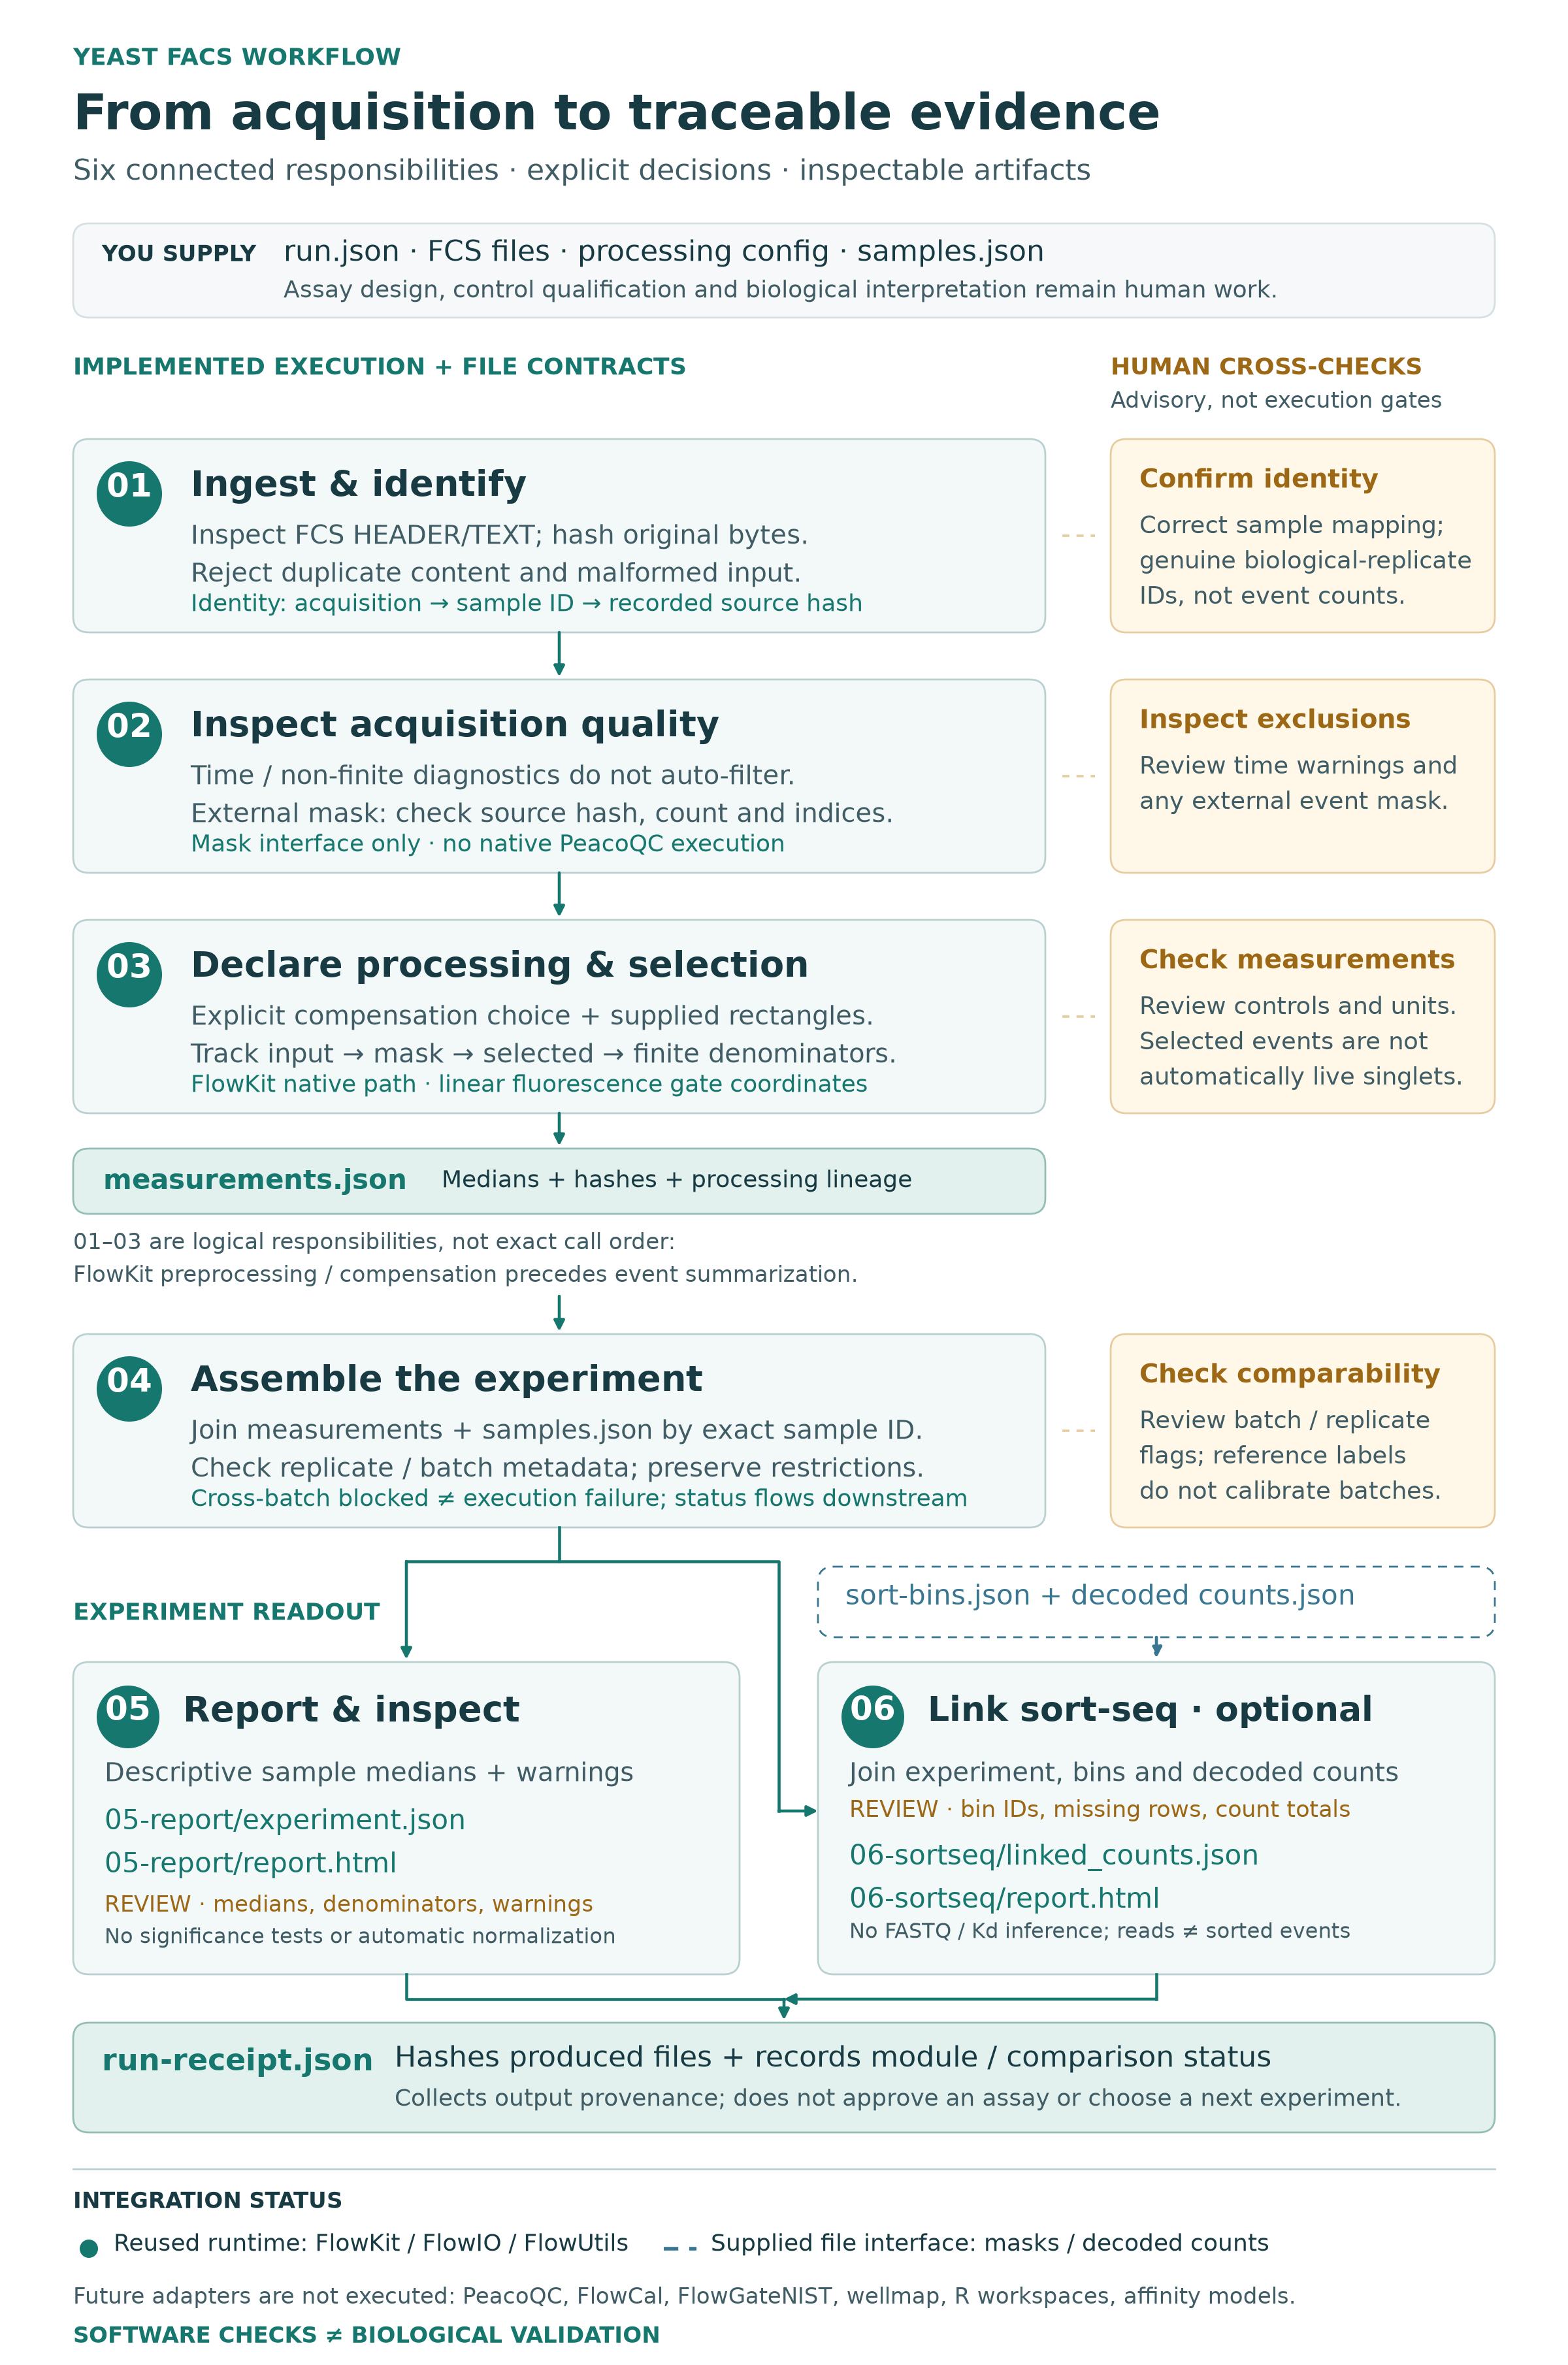 YEAST FACS WORKFLOW
From acquisition to traceable evidence
Six connected responsibilities · explicit decisions · inspectable artifacts
YOU SUPPLY run.json · FCS files · processing config · samples.json
Assay design, control qualification and biological interpretation remain human work.
IMPLEMENTED EXECUTION + FILE CONTRACTS
HUMAN CROSS-CHECKS
Advisory, not execution gates
01 Ingest & identify
Inspect FCS HEADER/TEXT; hash original bytes.
Reject duplicate content and malformed input.
Identity: acquisition → sample ID → recorded source hash
Confirm identity
Correct sample mapping;
genuine biological-replicate
IDs, not event counts.
02 Inspect acquisition quality
Time / non-finite diagnostics do not auto-filter.
External mask: check source hash, count and indices.
Mask interface only · no native PeacoQC execution
Inspect exclusions
Review time warnings and
any external event mask.
03 Declare processing & selection
Explicit compensation choice + supplied rectangles.
Track input → mask → selected → finite denominators.
FlowKit native path · linear fluorescence gate coordinates
Check measurements
Review controls and units.
Selected events are not
automatically live singlets.
measurements.json Medians + hashes + processing lineage
01–03 are logical responsibilities, not exact call order:
FlowKit preprocessing / compensation precedes event summarization.
04 Assemble the experiment
Join measurements + samples.json by exact sample ID.
Check replicate / batch metadata; preserve restrictions.
Cross-batch blocked ≠ execution failure; status flows downstream
Check comparability
Review batch / replicate
flags; reference labels
do not calibrate batches.
EXPERIMENT READOUT
sort-bins.json + decoded counts.json
05 Report & inspect
Descriptive sample medians + warnings
05-report/experiment.json
05-report/report.html
REVIEW · medians, denominators, warnings
No significance tests or automatic normalization
06 Link sort-seq · optional
Join experiment, bins and decoded counts
REVIEW · bin IDs, missing rows, count totals
06-sortseq/linked_counts.json
06-sortseq/report.html
No FASTQ / Kd inference; reads ≠ sorted events
run-receipt.json Hashes produced files + records module / comparison status
Collects output provenance; does not approve an assay or choose a next experiment.
INTEGRATION STATUS
Reused runtime: FlowKit / FlowIO / FlowUtils Supplied file interface: masks / decoded counts
Future adapters are not executed: PeacoQC, FlowCal, FlowGateNIST, wellmap, R workspaces, affinity models.
SOFTWARE CHECKS ≠ BIOLOGICAL VALIDATION